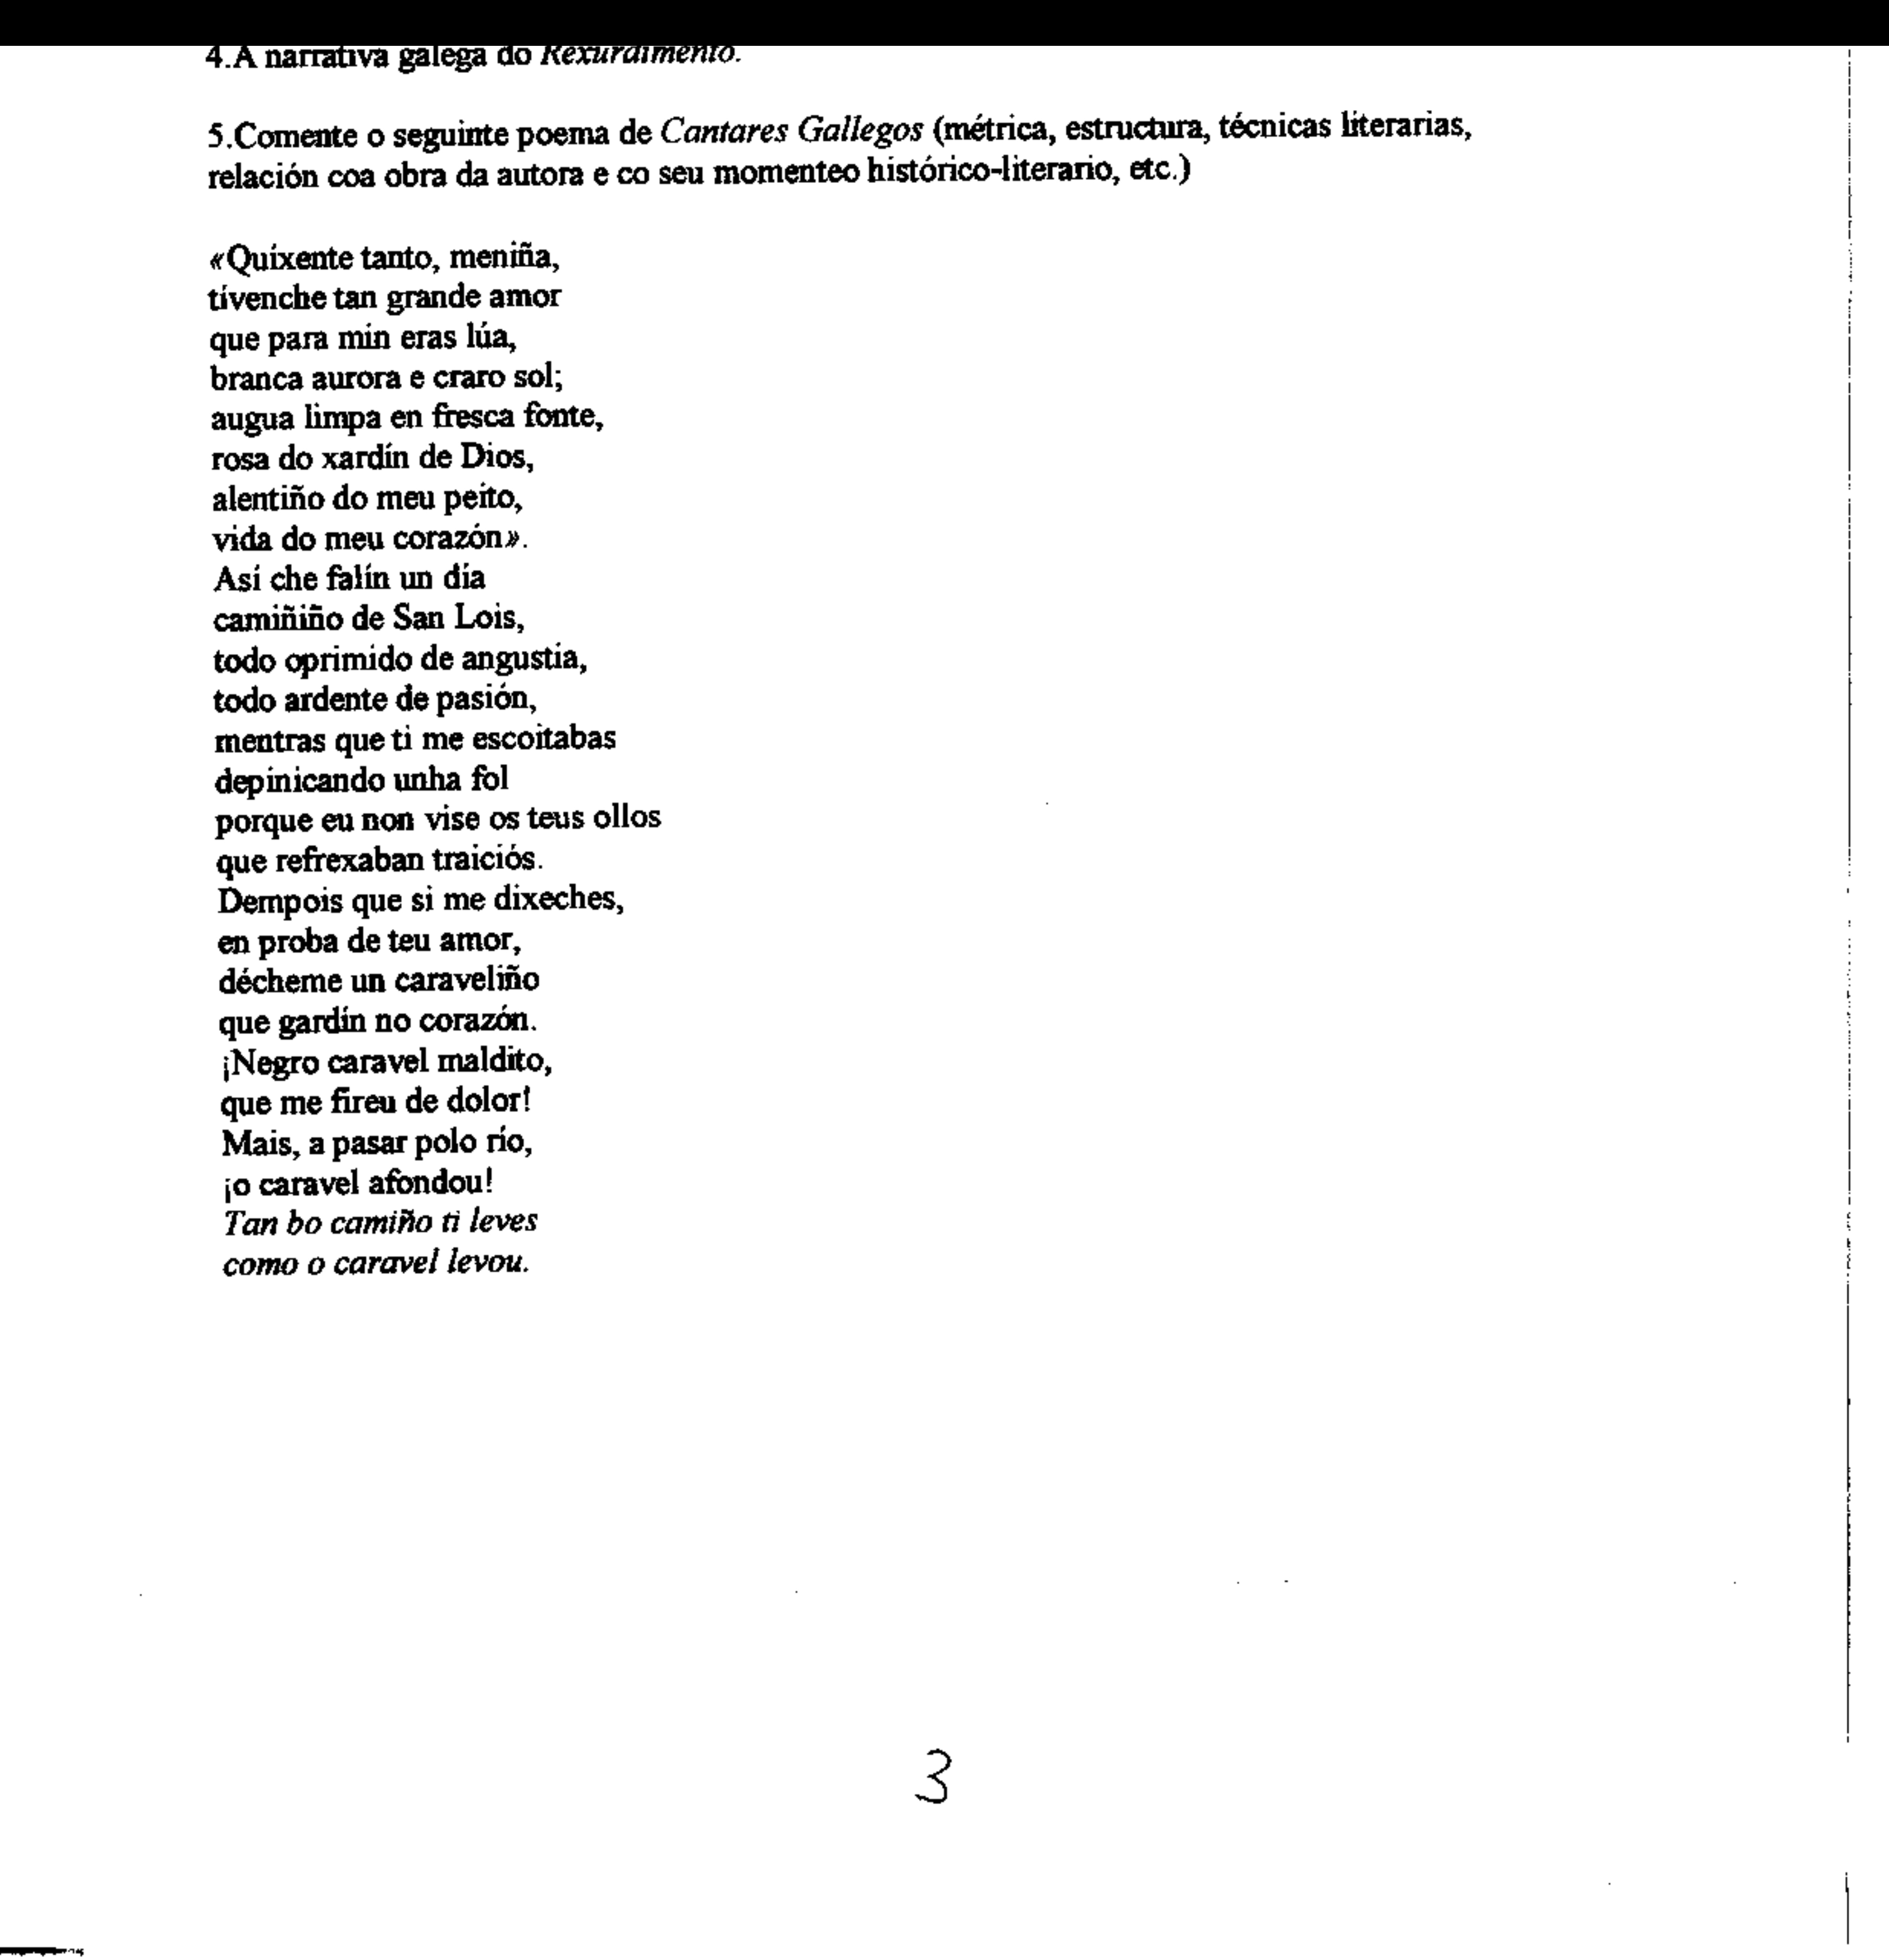 4.A narrativa galega do Rexurdimento.
5.Comente o seguinte poema de Cantares Gallegos (métrica, estructura, técnicas literarias,
relación coa obra da autora e co seu momenteo histórico-literario, etc.)
«Quíxente tanto, meniña,
tívenche tan grande amor
que para min eras lúa,
branca aurora e craro sol;
augua limpa en fresca fonte,
rosa do xardín de Dios,
alentiño do meu peito,
vida do meu corazón».
Así che falín un día
camiñiño de San Lois,
todo oprimido de angustia,
todo ardente de pasión,
mentras que ti me escoitabas
depinicando unha fol
porque eu non vise os teus ollos
que refrexaban traiciós.
Dempois que si me dixeches,
en proba de teu amor,
décheme un caraveliño
que gardín no corazón.
¡Negro caravel maldito,
que me fireu de dolor!
Mais, a pasar polo río,
¡o caravel afondou!
Tan bo camiño ti leves
como o caravel levou.
3